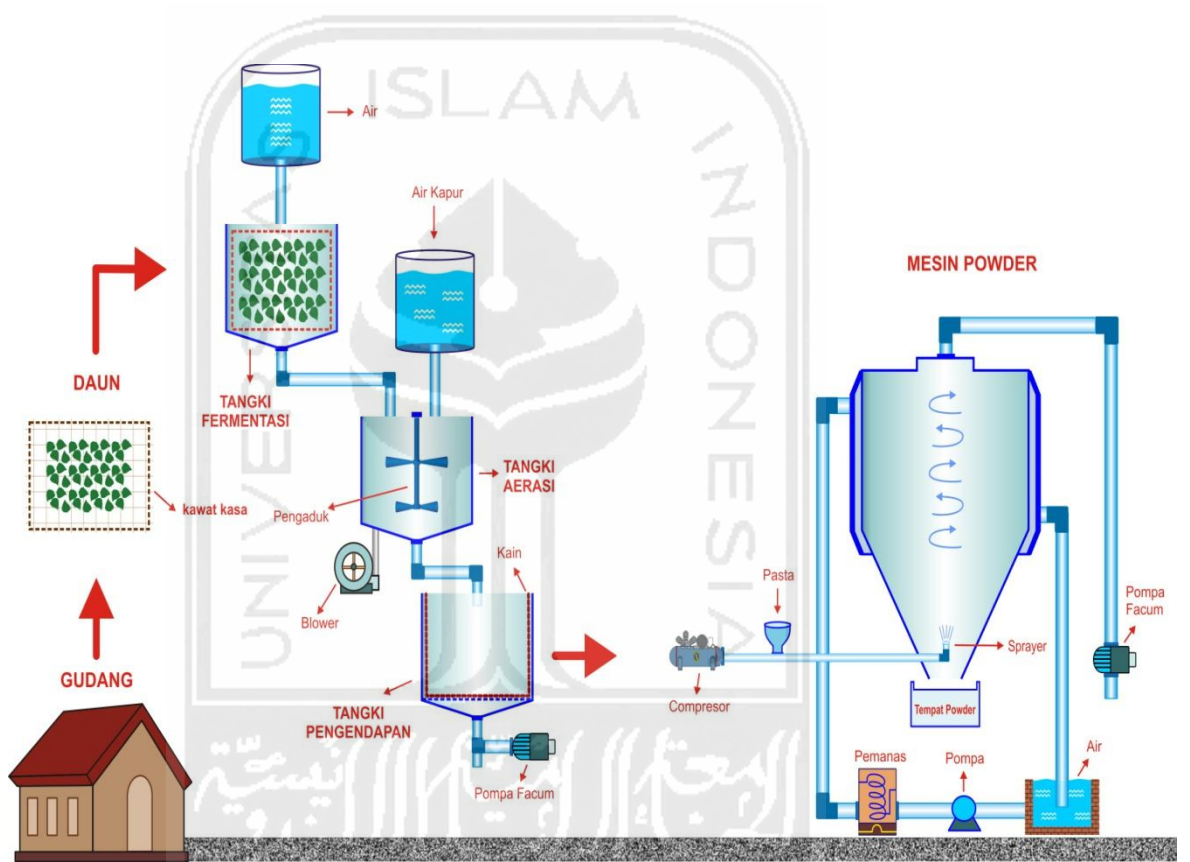 UNIVERSITAS
ISLAM
INDONESIA
Air
Air Kapur
MESIN POWDER
DAUN
TANGKI
FERMENTASI
kawat kasa
Pengaduk
TANGKI
AERASI
Kain
Blower
Pasta
Pompa
Facum
Sprayer
GUDANG
Compresor
Tempat Powder
TANGKI
PENGENDAPAN
Pompa Facum
Pemanas
Pompa
Air